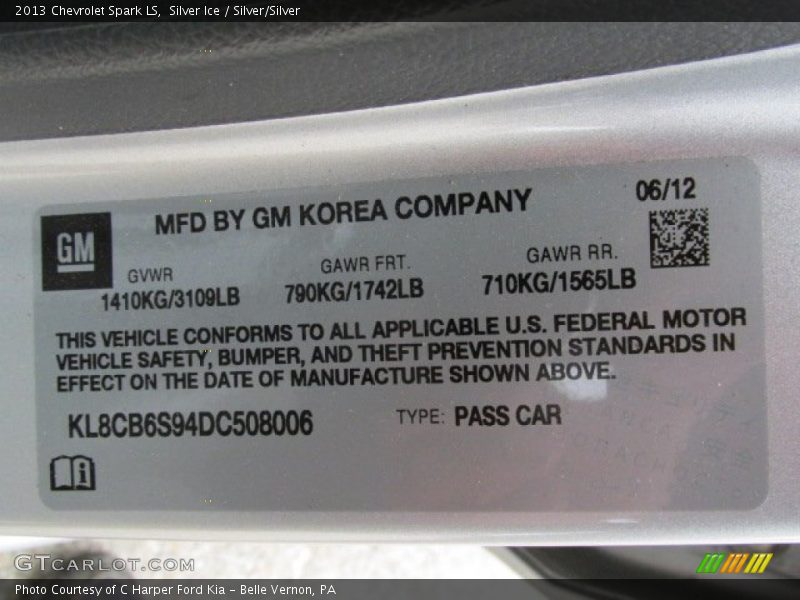 2013 Chevrolet Spark LS, Silver Ice / Silver/Silver
MFD BY GM KOREA COMPANY
06/12
GM
GVWR
GAWR FRT.
GAWR RR.
1410KG/3109LB
790KG/1742LB
710KG/1565LB
THIS VEHICLE CONFORMS TO ALL APPLICABLE U.S. FEDERAL MOTOR
VEHICLE SAFETY, BUMPER, AND THEFT PREVENTION STANDARDS IN
EFFECT ON THE DATE OF MANUFACTURE SHOWN ABOVE.
KL8CB6S94DC508006
TYPE: PASS CAR
GTCARLOT.COM
Photo Courtesy of C Harper Ford Kia - Belle Vernon, PA